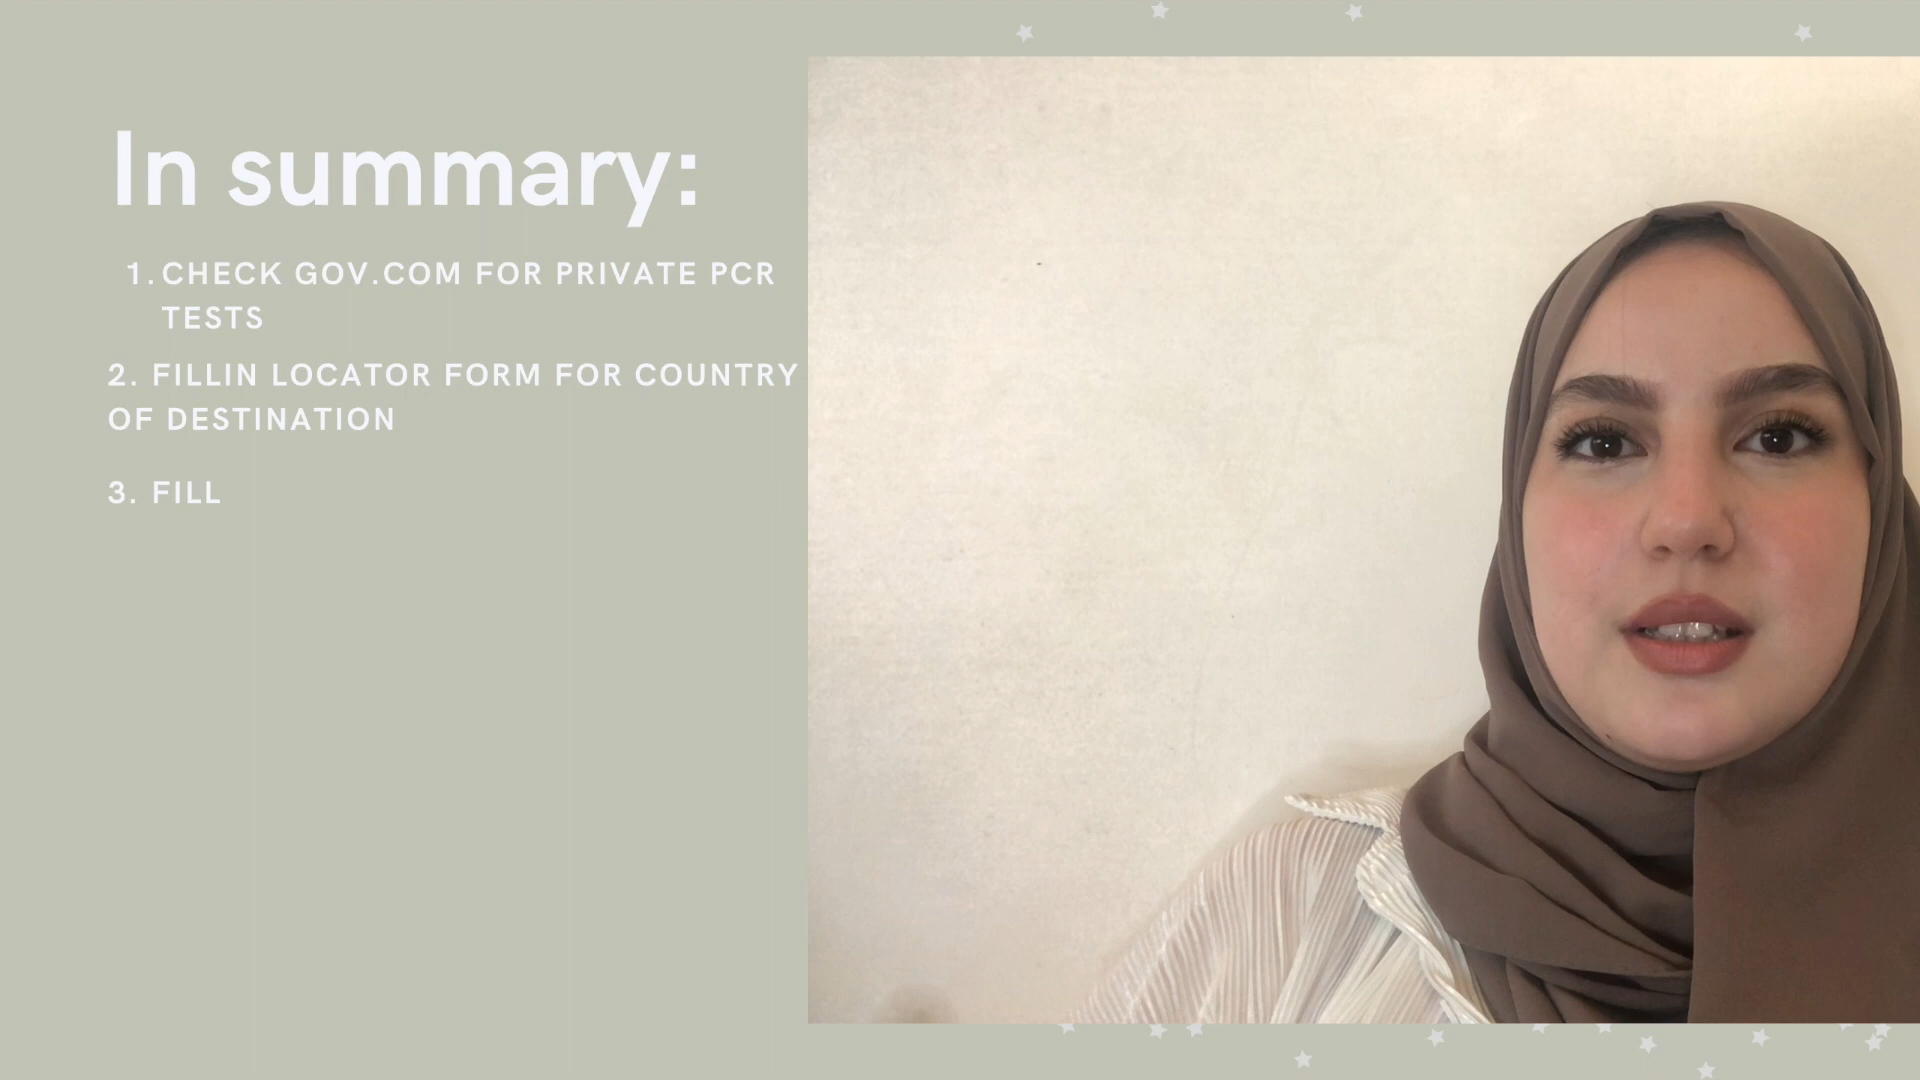 In summary:
1. CHECK GOV.COM FOR PRIVATE PCR
TESTS
2. FILLIN LOCATOR FORM FOR COUNTRY
OF DESTINATION
3. FILL